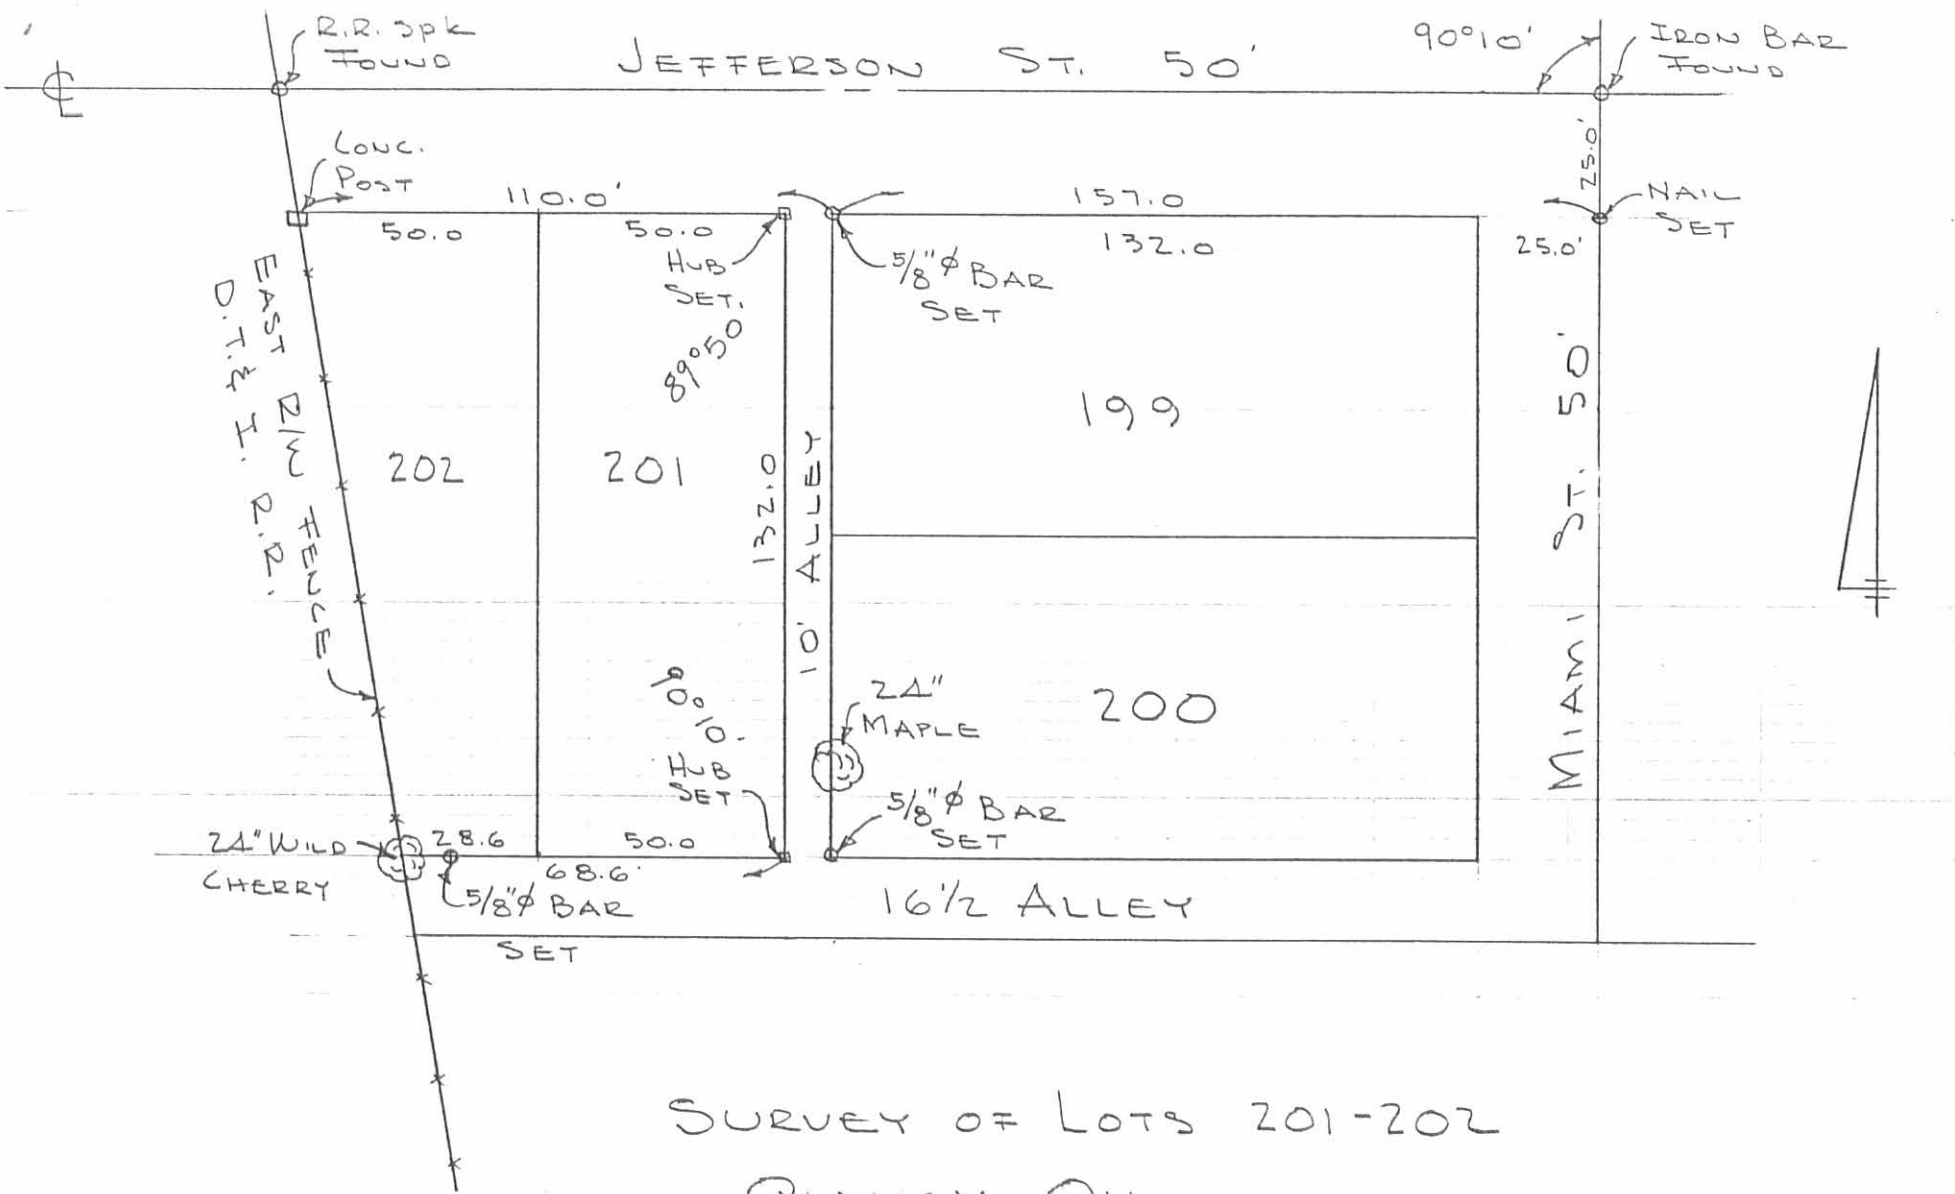 R.R. Spk
FOUND
JEFFERSON ST. 50'
90°10'
IRON BAR
FOUND
CONC.
POST
25.0'
110.0'
157.0
NAIL
SET
50.0
50.0
132.0
25.0'
HUB
SET.
5/8"ϕ BAR
SET
EAST R/W FENCE
D.T. & I. R.R.
89°50
199
202
201
132.0
10' ALLEY
MIAMI ST. 50'
90°10'
24"
MAPLE
200
HUB
SET
5/8"ϕ BAR
SET
24" WILD
CHERRY
28.6
50.0
68.6'
5/8"ϕ BAR
SET
16 1/2 ALLEY
SURVEY OF LOTS 201-202